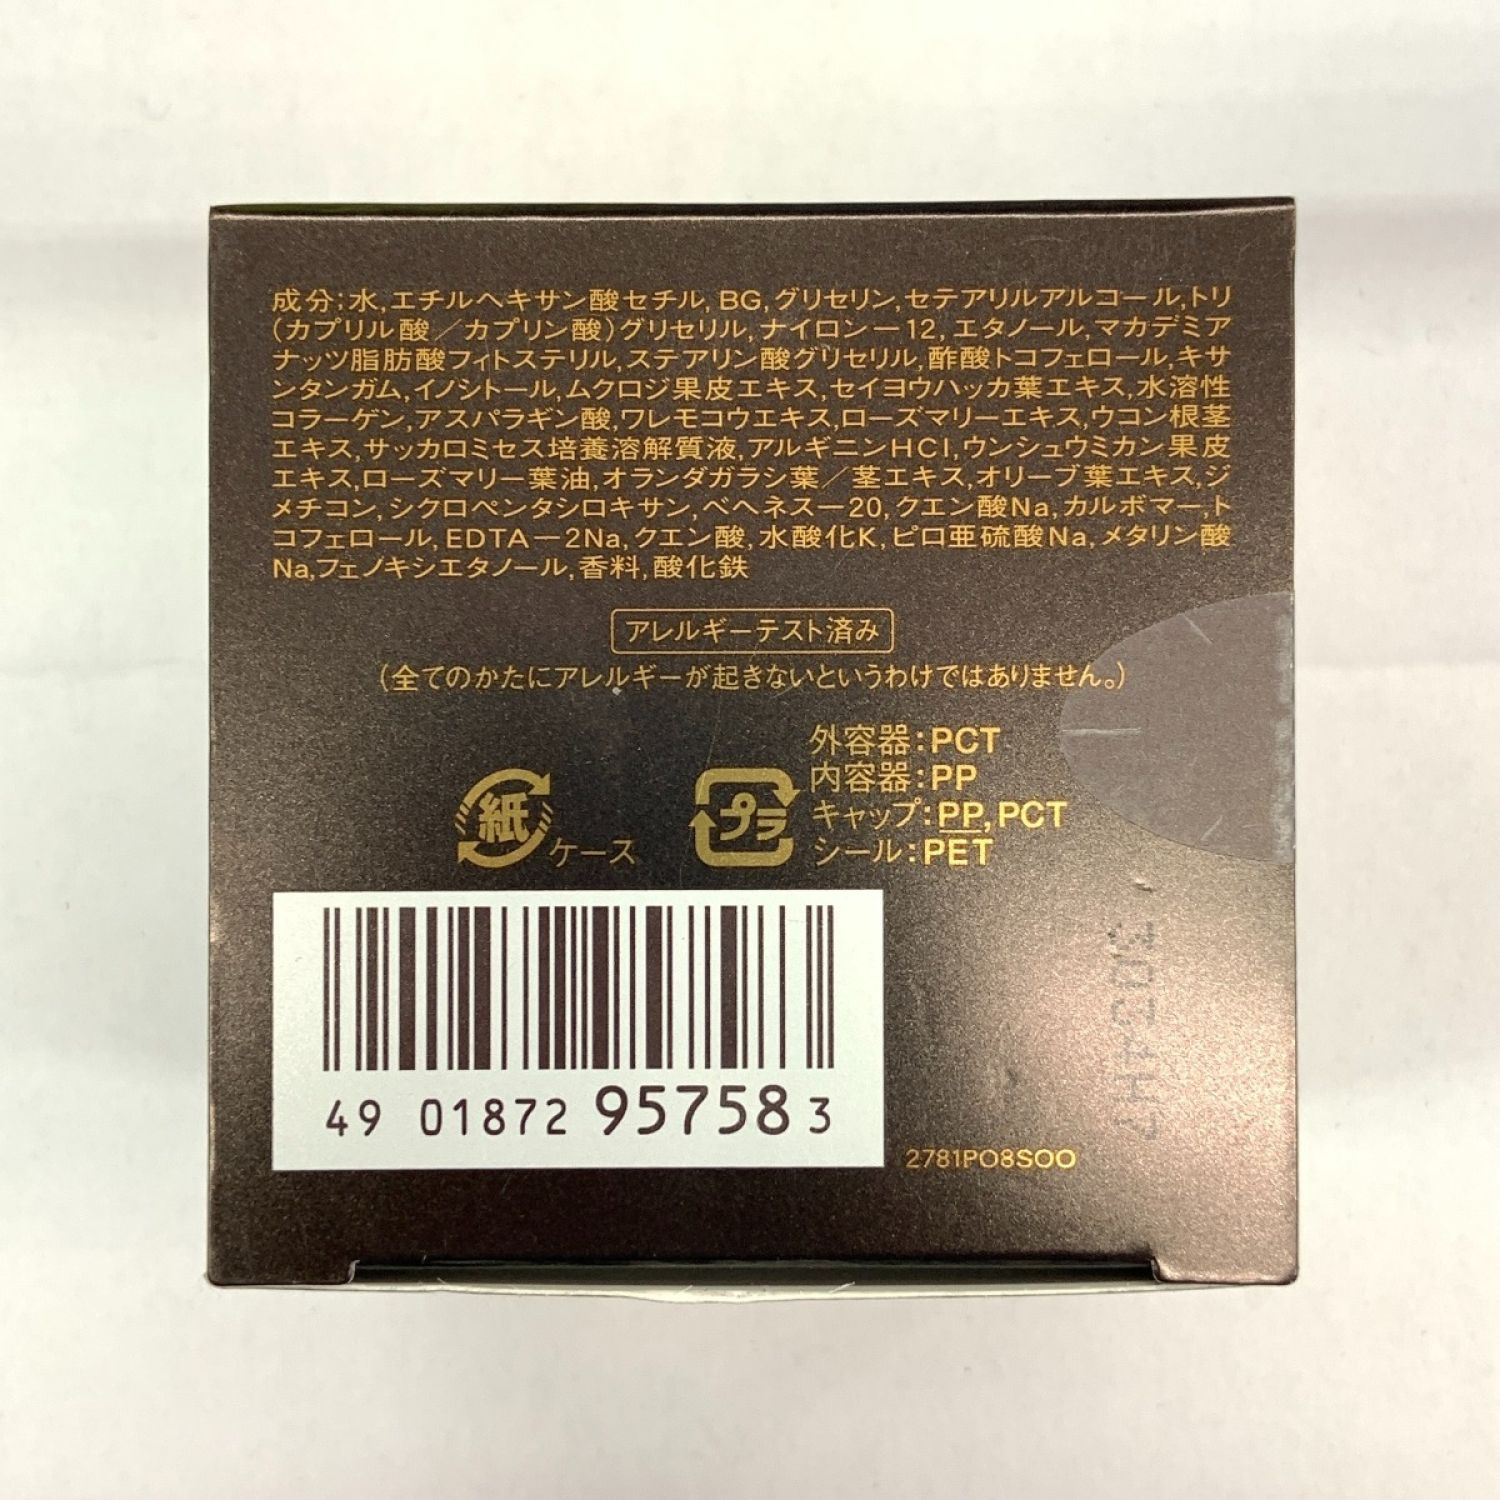 成分:水,エチルヘキサン酸セチル,BG,グリセリン,セテアリルアルコール,トリ
(カプリル酸/カプリン酸)グリセリル,ナイロンー12,エタノール,マカデミア
ナッツ脂肪酸フィトステリル,ステアリン酸グリセリル,酢酸トコフェロール,キサ
ンタンガム,イノシトール,ムクロジ果皮エキス,セイヨウハッカ葉エキス,水溶性
コラーゲン,アスパラギン酸,ワレモコウエキス,ローズマリーエキス,ウコン根茎
エキス,サッカロミセス培養溶解質液,アルギニンHCl,ウンシュウミカン果皮
エキス,ローズマリー葉油,オランダガラシ葉/茎エキス,オリーブ葉エキス,ジ
メチコン,シクロペンタシロキサン,ベヘネスー20,クエン酸Na,カルボマー,ト
コフェロール,EDTAー2Na,クエン酸,水酸化K,ピロ亜硫酸Na,メタリン酸
Na,フェノキシエタノール,香料,酸化鉄
アレルギーテスト済み
(全てのかたにアレルギーが起きないというわけではありません。)
外容器:PCT
内容器:PP
キャップ:PP,PCT
シール:PET
紙 ケース
プラ
49 01872 95758 3
2781PO8SOO